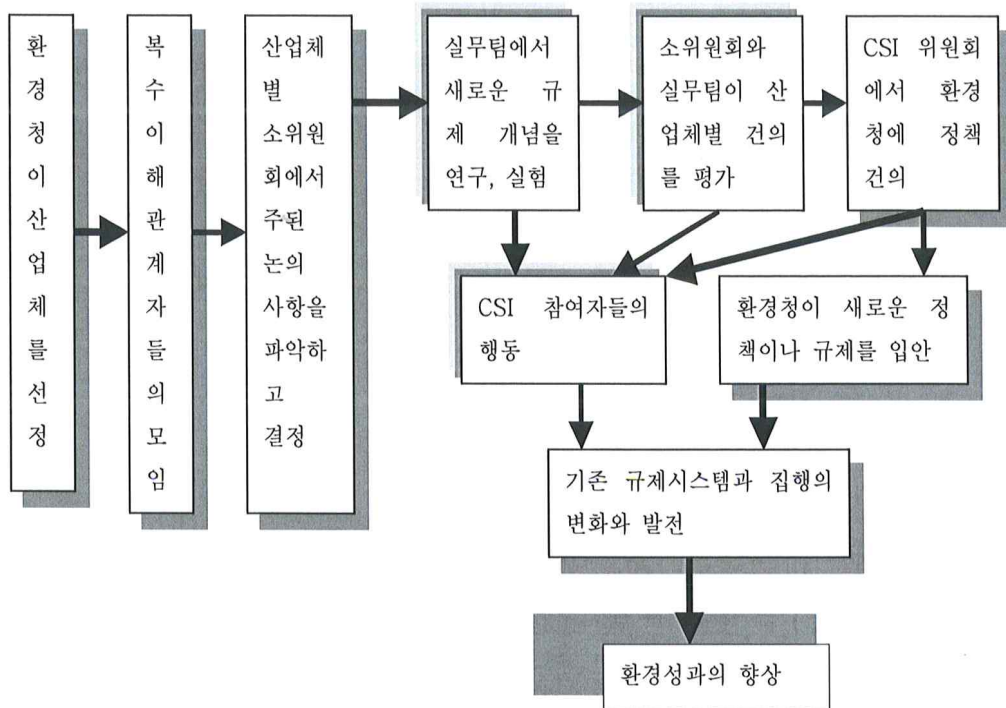 환
경
청
이
산
업
체
를
선
정
복
수
이
해
관
계
자
들
의
모
임
산업체
별
소위원
회에서
주된
논의
사항을
파악하
고
결정
실무팀에서
새로운 규
제 개념을
연구, 실험
소위원회와
실무팀이 산
업체별 건의
를 평가
CSI 위원회
에서 환경
청에 정책
건의
CSI 참여자들의
행동
환경청이 새로운 정
책이나 규제를 입안
기존 규제시스템과 집행의
변화와 발전
환경성과의 향상